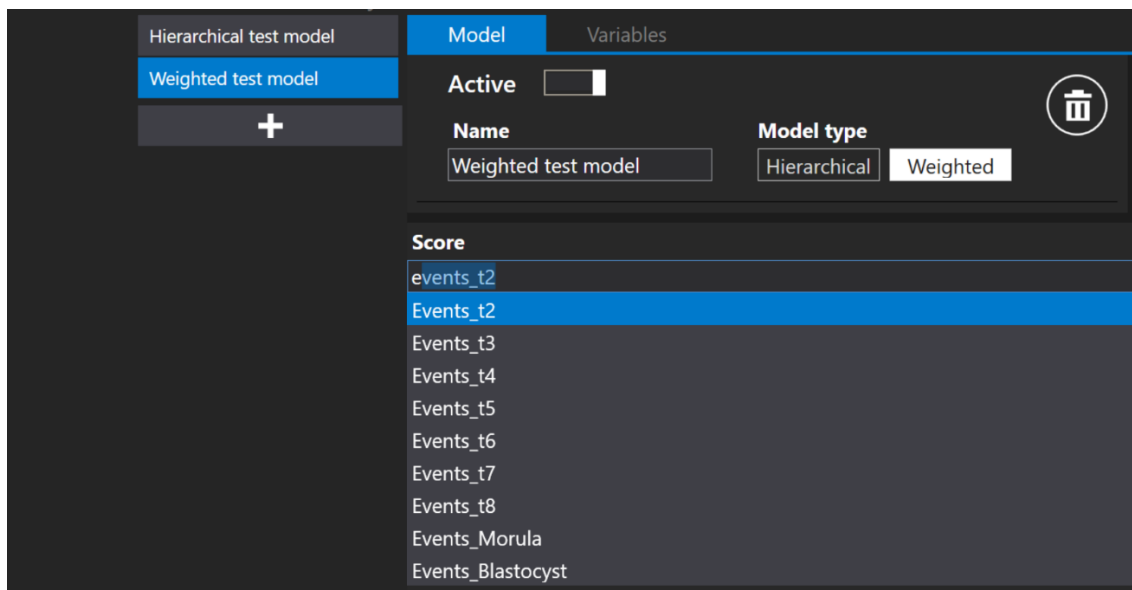 Hierarchical test model
Weighted test model
Model Variables
Active
Name Model type
Weighted test model Hierarchical Weighted
Score
events_t2
Events_t2
Events_t3
Events_t4
Events_t5
Events_t6
Events_t7
Events_t8
Events_Morula
Events_Blastocyst